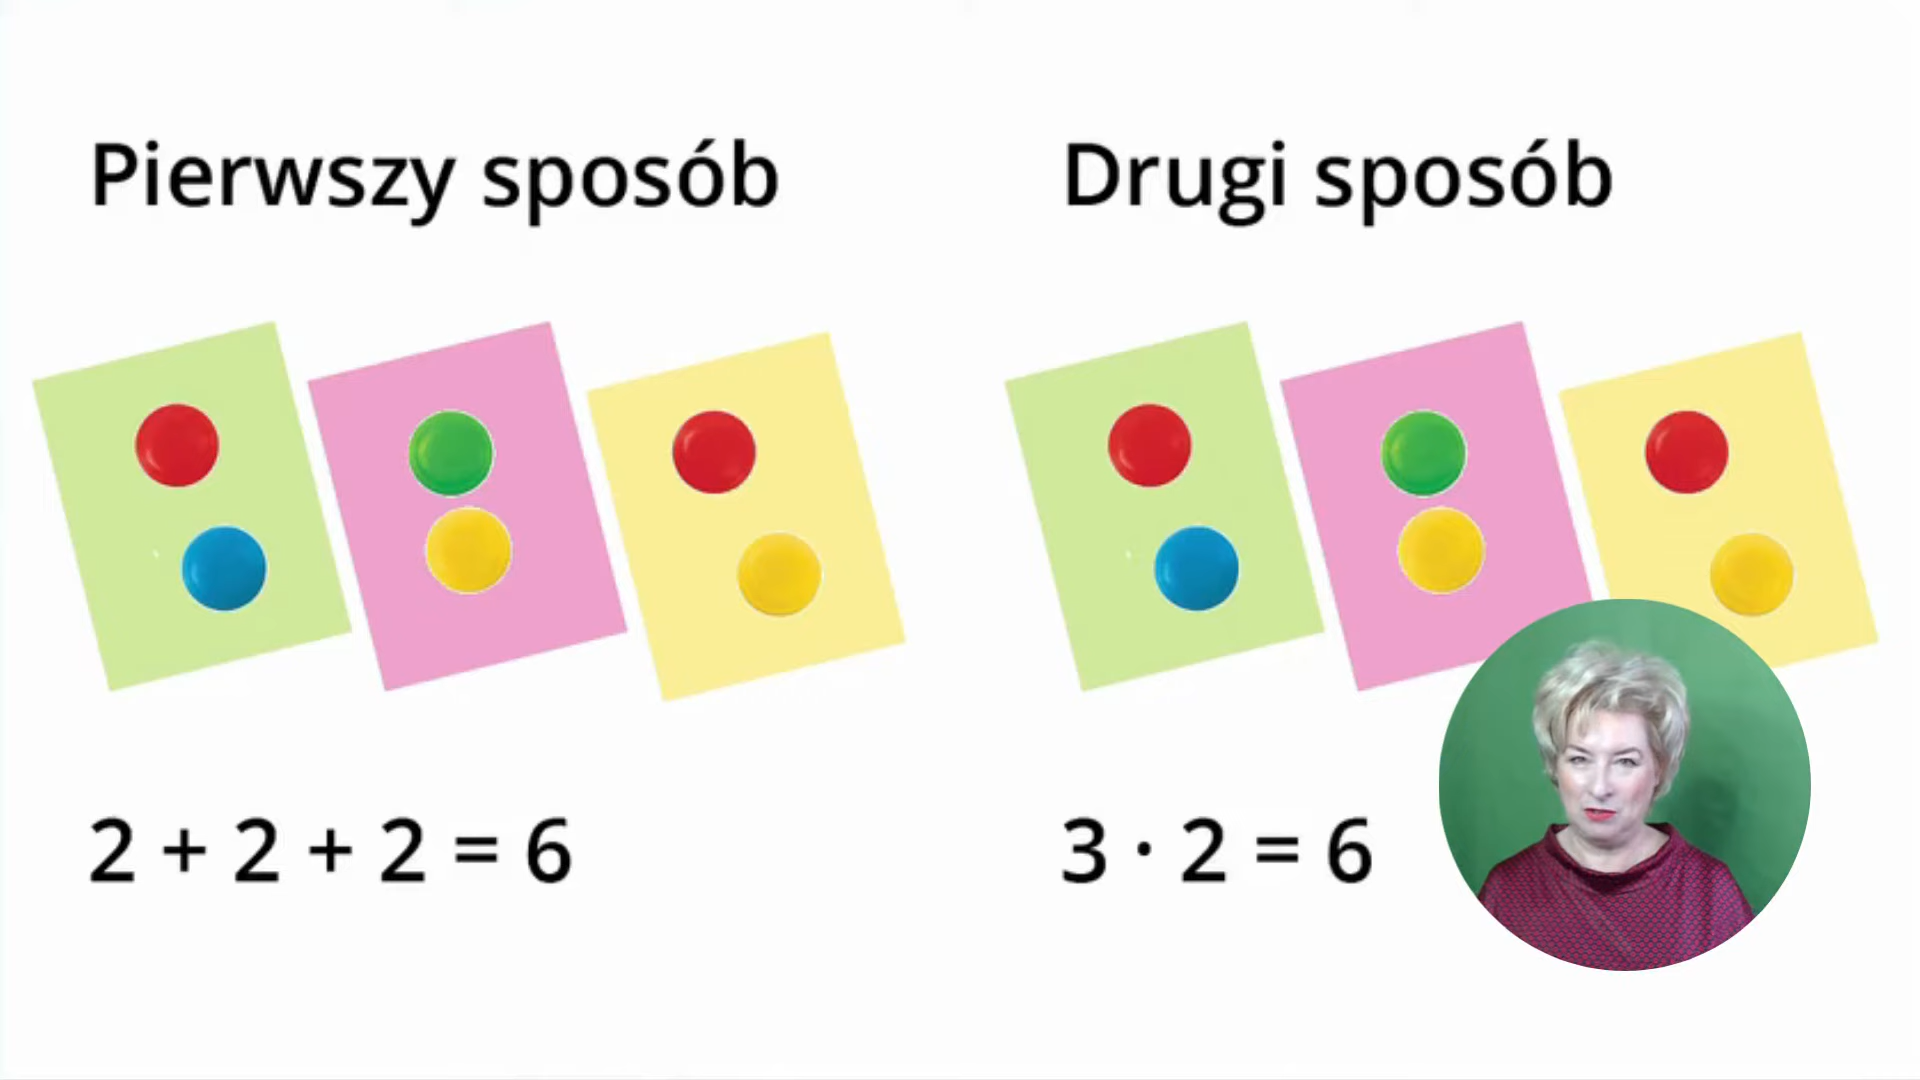 Pierwszy sposób
2 + 2 + 2 = 6
Drugi sposób
3 · 2 = 6